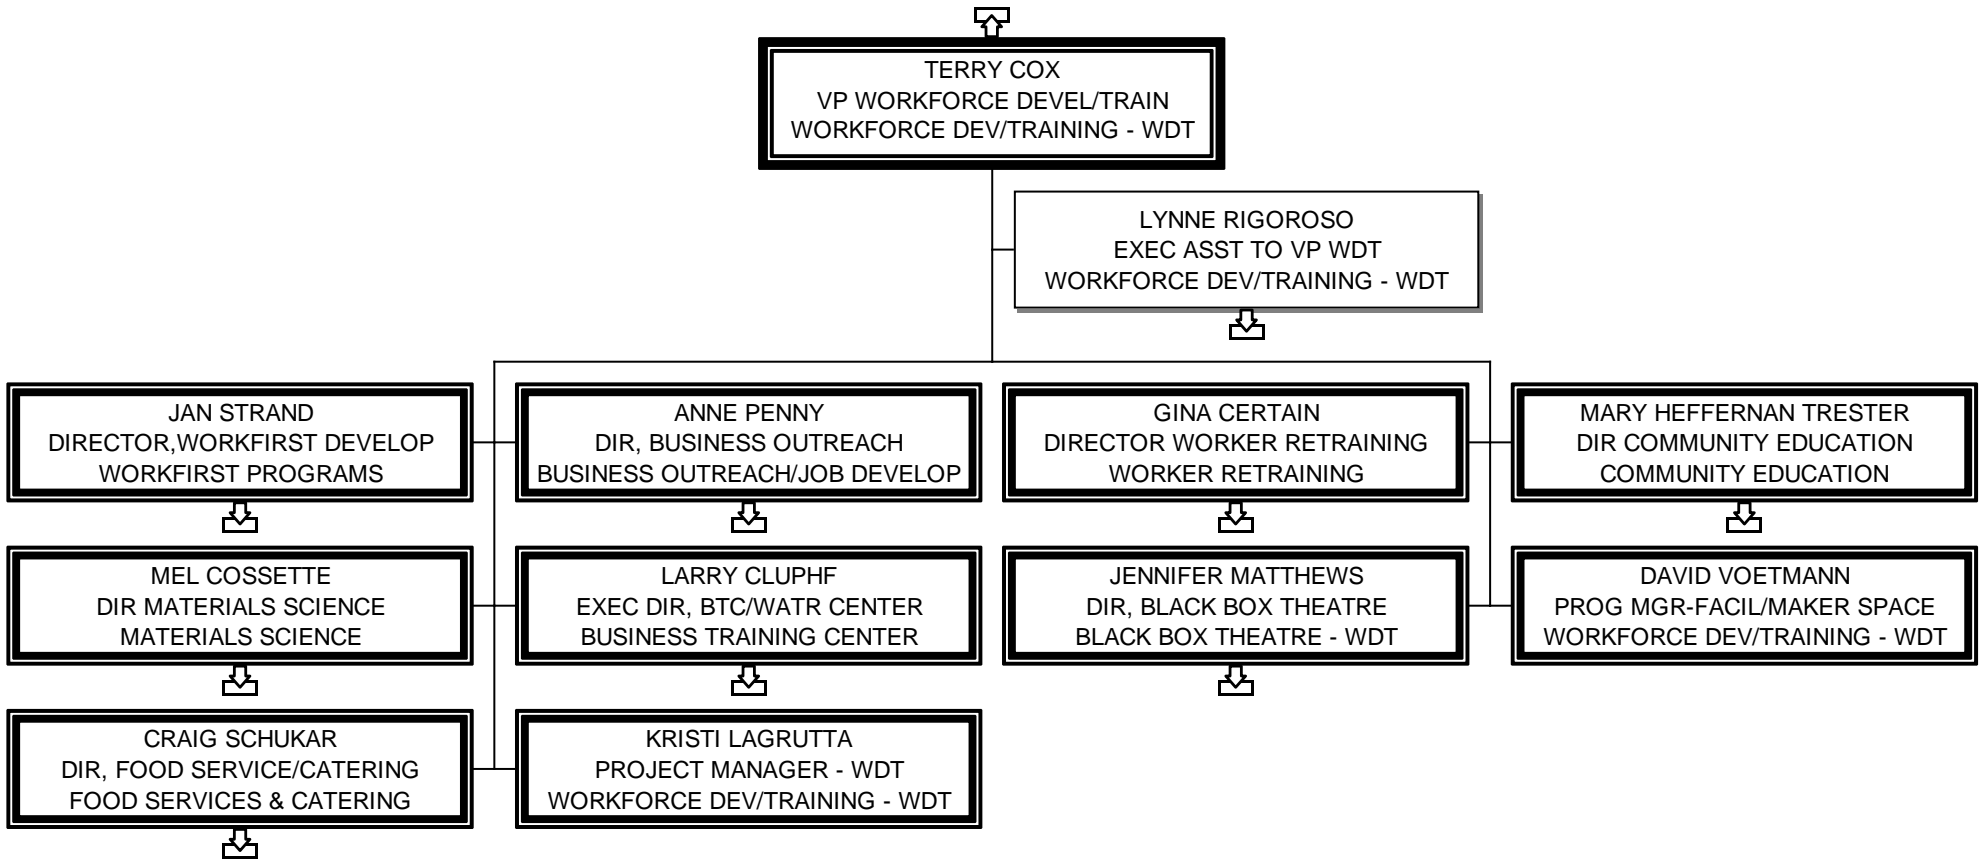 TERRY COX
VP WORKFORCE DEVEL/TRAIN
WORKFORCE DEV/TRAINING - WDT
LYNNE RIGOROSO
EXEC ASST TO VP WDT
WORKFORCE DEV/TRAINING - WDT
JAN STRAND
DIRECTOR,WORKFIRST DEVELOP
WORKFIRST PROGRAMS
ANNE PENNY
DIR, BUSINESS OUTREACH
BUSINESS OUTREACH/JOB DEVELOP
GINA CERTAIN
DIRECTOR WORKER RETRAINING
WORKER RETRAINING
MARY HEFFERNAN TRESTER
DIR COMMUNITY EDUCATION
COMMUNITY EDUCATION
MEL COSSETTE
DIR MATERIALS SCIENCE
MATERIALS SCIENCE
LARRY CLUPHF
EXEC DIR, BTC/WATR CENTER
BUSINESS TRAINING CENTER
JENNIFER MATTHEWS
DIR, BLACK BOX THEATRE
BLACK BOX THEATRE - WDT
DAVID VOETMANN
PROG MGR-FACIL/MAKER SPACE
WORKFORCE DEV/TRAINING - WDT
CRAIG SCHUKAR
DIR, FOOD SERVICE/CATERING
FOOD SERVICES & CATERING
KRISTI LAGRUTTA
PROJECT MANAGER - WDT
WORKFORCE DEV/TRAINING - WDT